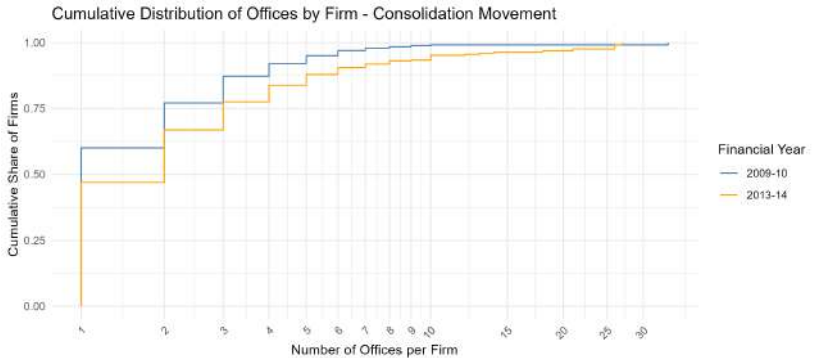 Cumulative Distribution of Offices by Firm - Consolidation Movement
Cumulative Share of Firms
1.00
0.75
0.50
0.25
0.00
1 2 3 4 5 6 7 8 9 10 15 20 25 30
Number of Offices per Firm
Financial Year
2009-10
2013-14